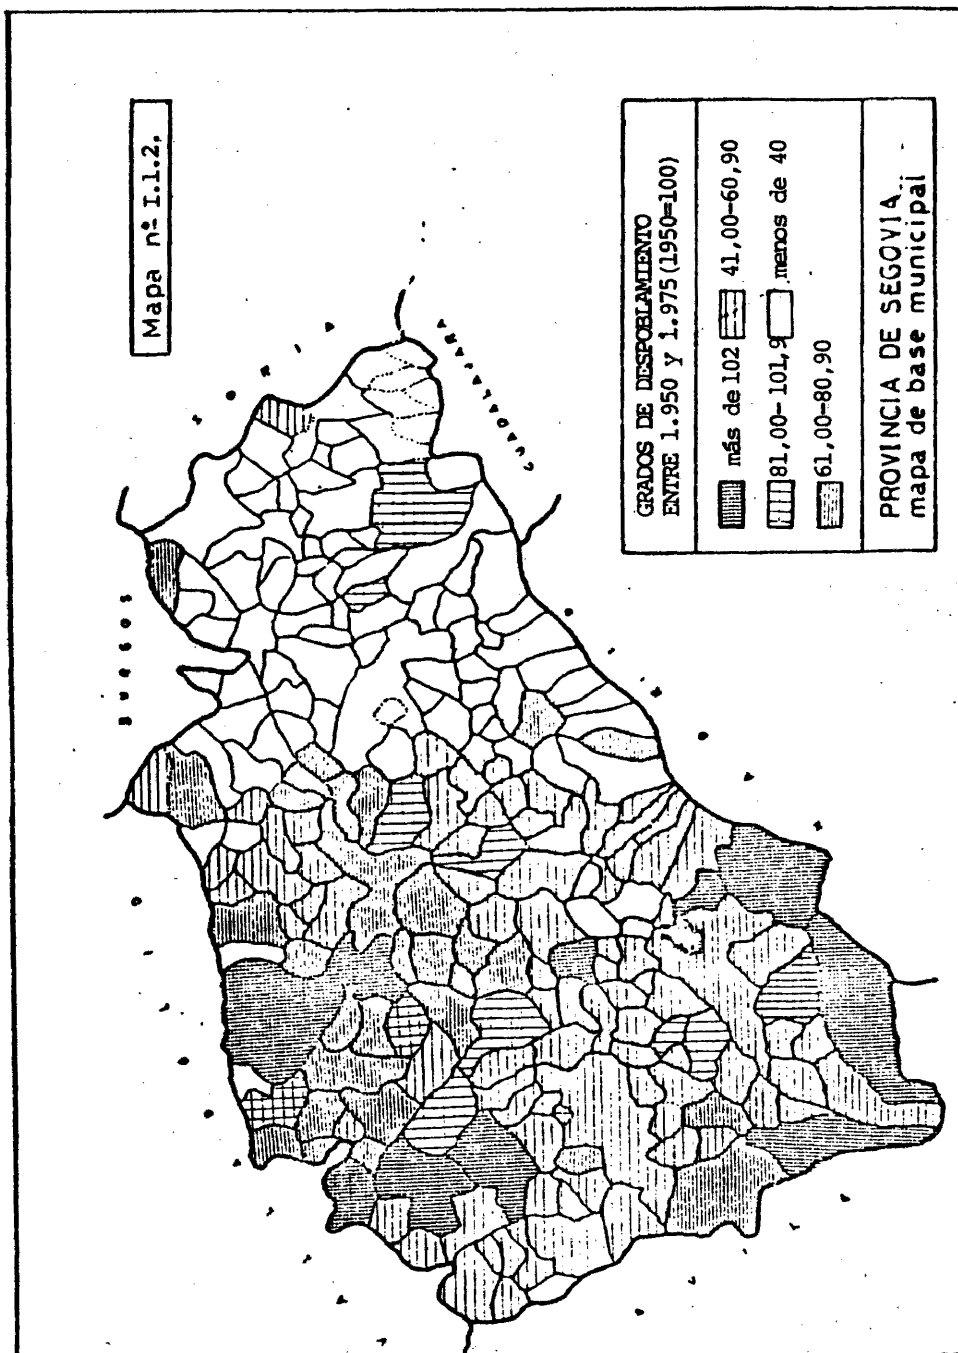 Mapa nº I.1.2.
BURGOS
SORIA
GUADALAJARA
GRADOS DE DESPOBLAMIENTO
ENTRE 1.950 y 1.975(1950=100)
más de 102
41,00-60,90
81,00-101,9
menos de 40
61,00-80,90
PROVINCIA DE SEGOVIA
mapa de base municipal